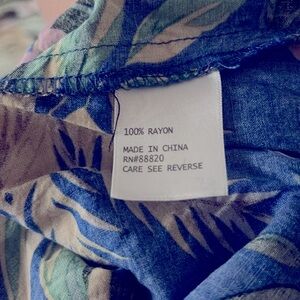 100% RAYON
MADE IN CHINA
RN#88820
CARE SEE REVERSE